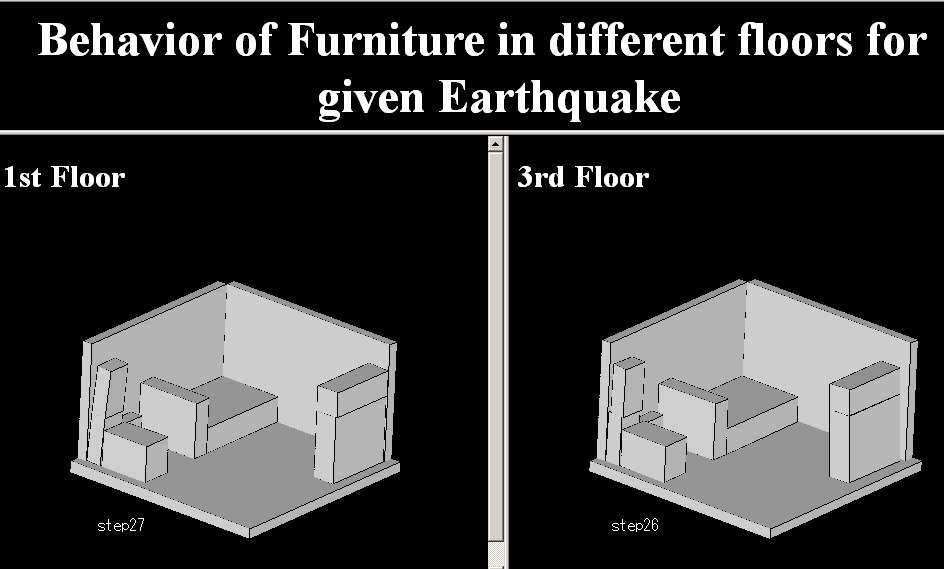 Behavior of Furniture in different floors for
given Earthquake
1st Floor
3rd Floor
step27
step26